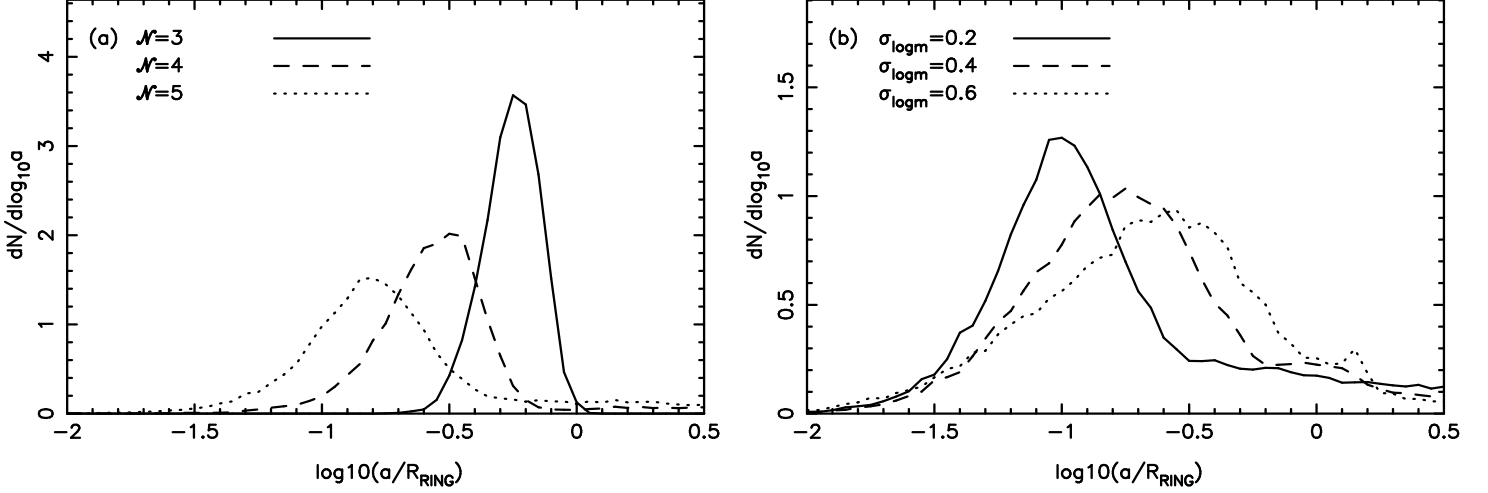 (a) 𝒩=3
𝒩=4
𝒩=5
4
3
2
1
0
dN/dlog10a
−2 −1.5 −1 −0.5 0 0.5
log10(a/RRING)
(b) σlogm=0.2
σlogm=0.4
σlogm=0.6
1.5
1
0.5
0
dN/dlog10a
−2 −1.5 −1 −0.5 0 0.5
log10(a/RRING)